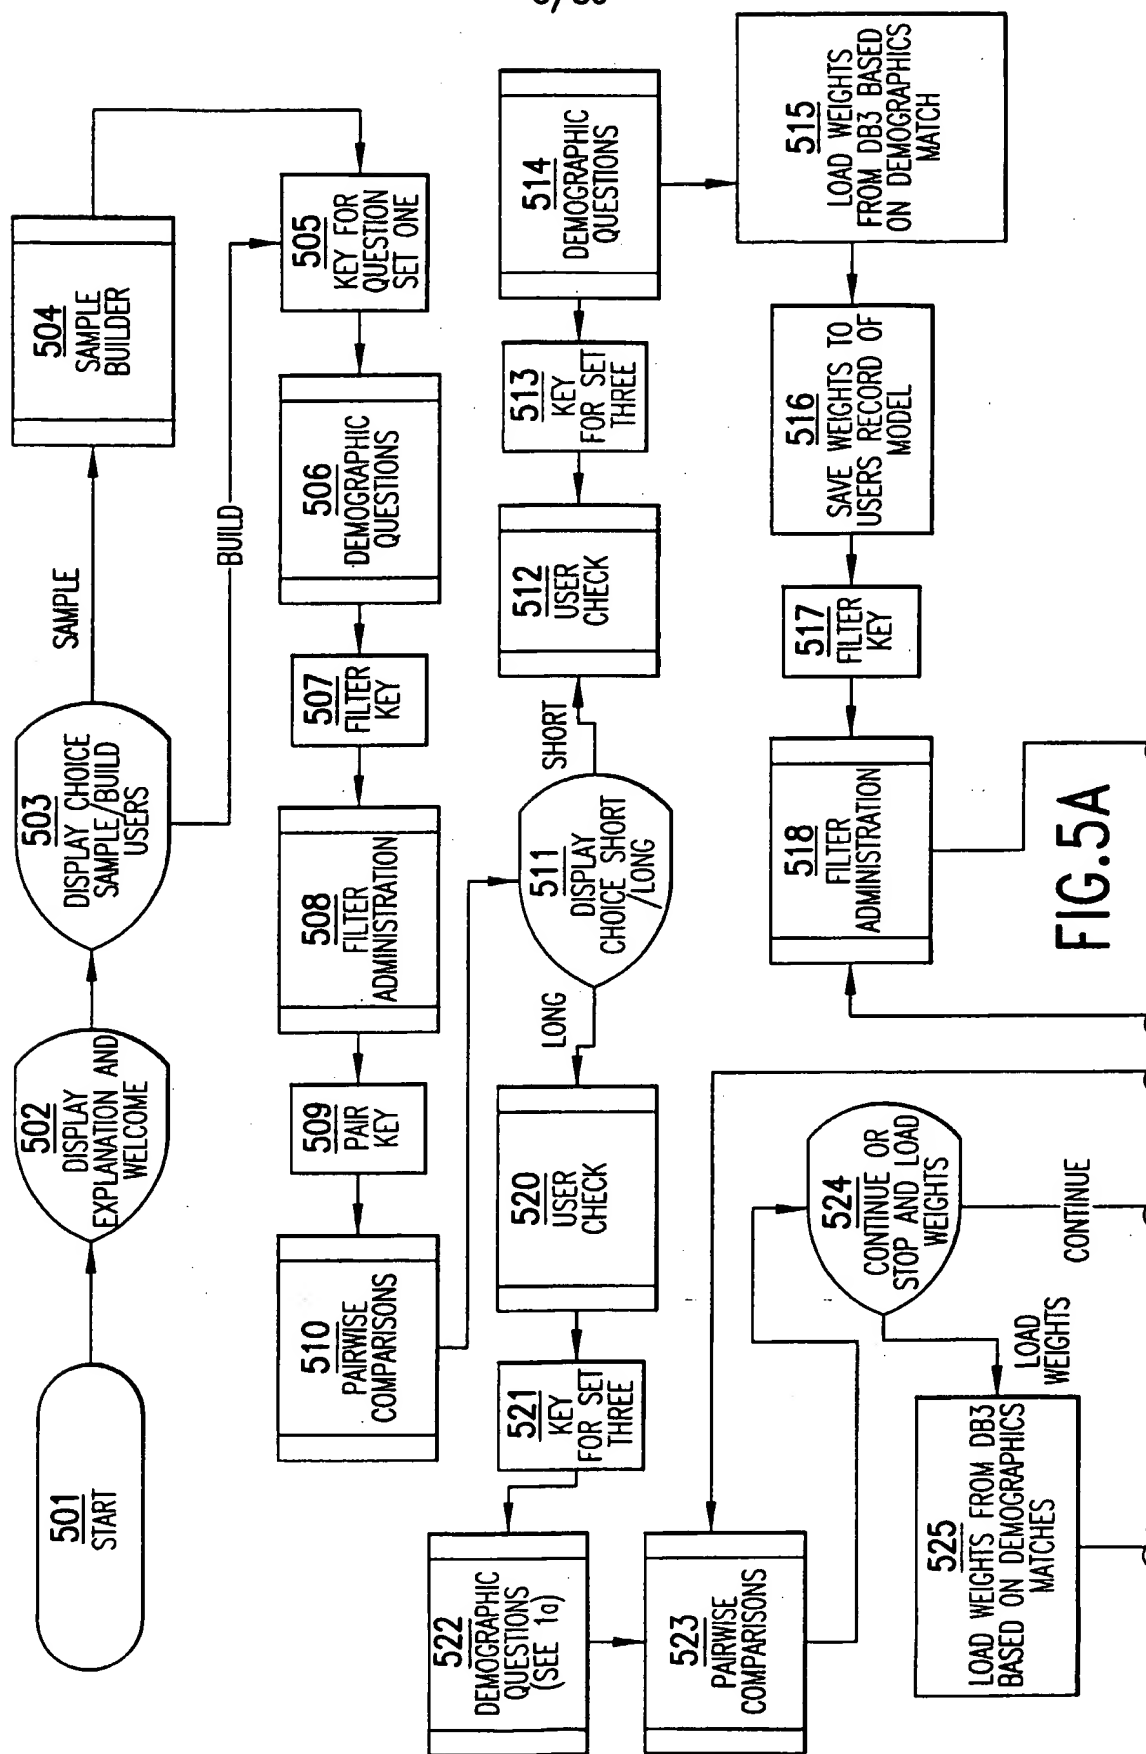 501
START
502
DISPLAY
EXPLANATION AND
WELCOME
503
DISPLAY CHOICE
SAMPLE/BUILD
USERS
SAMPLE
BUILD
504
SAMPLE
BUILDER
505
KEY FOR
QUESTION
SET ONE
506
DEMOGRAPHIC
QUESTIONS
507
FILTER
KEY
508
FILTER
ADMINISTRATION
509
PAIR
KEY
510
PAIRWISE
COMPARISONS
511
DISPLAY
CHOICE SHORT
/LONG
SHORT
LONG
512
USER
CHECK
513
KEY
FOR SET
THREE
514
DEMOGRAPHIC
QUESTIONS
515
LOAD WEIGHTS
FROM DB3 BASED
ON DEMOGRAPHICS
MATCH
516
SAVE WEIGHTS TO
USERS RECORD OF
MODEL
517
FILTER
KEY
518
FILTER
ADMINISTRATION
520
USER
CHECK
521
KEY
FOR SET
THREE
522
DEMOGRAPHIC
QUESTIONS
(SEE 1a)
523
PAIRWISE
COMPARISONS
524
CONTINUE OR
STOP AND LOAD
WEIGHTS
CONTINUE
LOAD
WEIGHTS
525
LOAD WEIGHTS FROM DB3
BASED ON DEMOGRAPHICS
MATCHES
FIG.5A